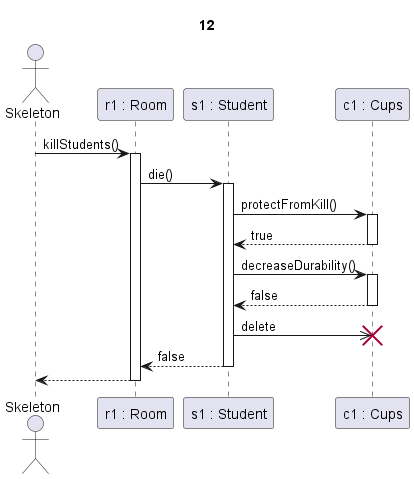 12
Skeleton
r1 : Room
s1 : Student
c1 : Cups
killStudents()
die()
protectFromKill()
true
decreaseDurability()
false
delete
false
Skeleton
r1 : Room
s1 : Student
c1 : Cups